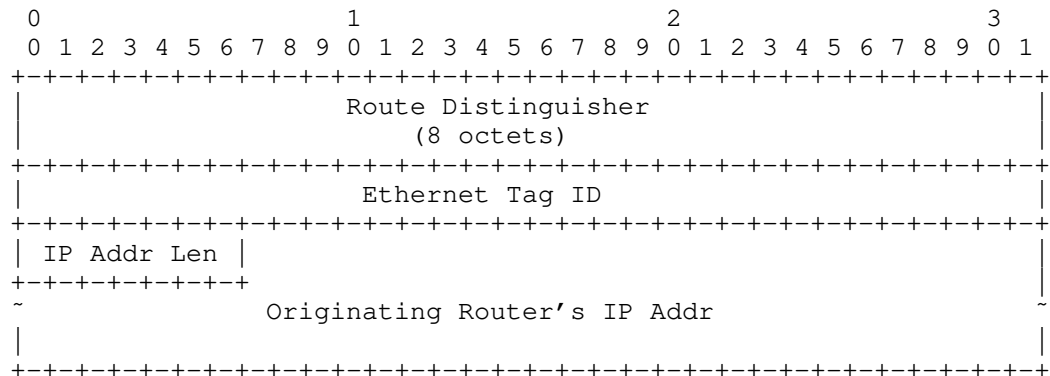 0                   1                   2                   3
 0 1 2 3 4 5 6 7 8 9 0 1 2 3 4 5 6 7 8 9 0 1 2 3 4 5 6 7 8 9 0 1
+-+-+-+-+-+-+-+-+-+-+-+-+-+-+-+-+-+-+-+-+-+-+-+-+-+-+-+-+-+-+-+-+
|                    Route Distinguisher                        |
|                        (8 octets)                             |
+-+-+-+-+-+-+-+-+-+-+-+-+-+-+-+-+-+-+-+-+-+-+-+-+-+-+-+-+-+-+-+-+
|                     Ethernet Tag ID                           |
+-+-+-+-+-+-+-+-+-+-+-+-+-+-+-+-+-+-+-+-+-+-+-+-+-+-+-+-+-+-+-+-+
| IP Addr Len |                                                 |
+-+-+-+-+-+-+-+                                                 |
~               Originating Router's IP Addr                    ~
|                                                               |
+-+-+-+-+-+-+-+-+-+-+-+-+-+-+-+-+-+-+-+-+-+-+-+-+-+-+-+-+-+-+-+-+